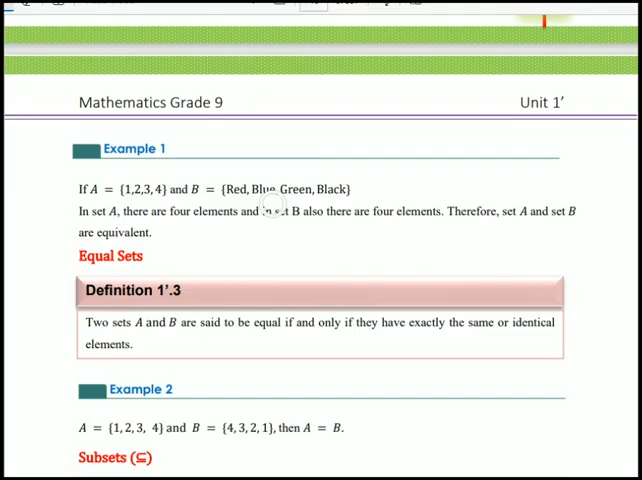 Mathematics Grade 9
Unit 1′
Example 1
If A = {1,2,3,4} and B = {Red, Blue, Green, Black}
In set A, there are four elements and in set B also there are four elements. Therefore, set A and set B
are equivalent.
Equal Sets
Definition 1′.3
Two sets A and B are said to be equal if and only if they have exactly the same or identical
elements.
Example 2
A = {1, 2, 3, 4} and B = {4, 3, 2, 1}, then A = B.
Subsets (⊆)